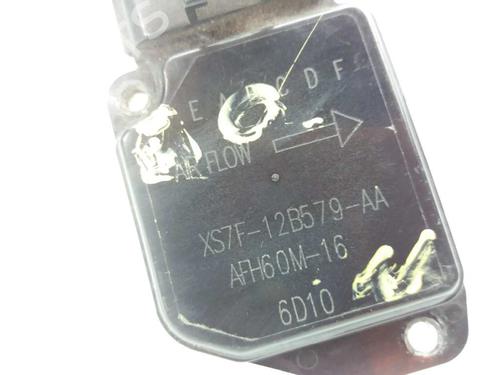 E A B C D F
AIR FLOW
XS7F-12B579-AA
AFH60M-16
6D10